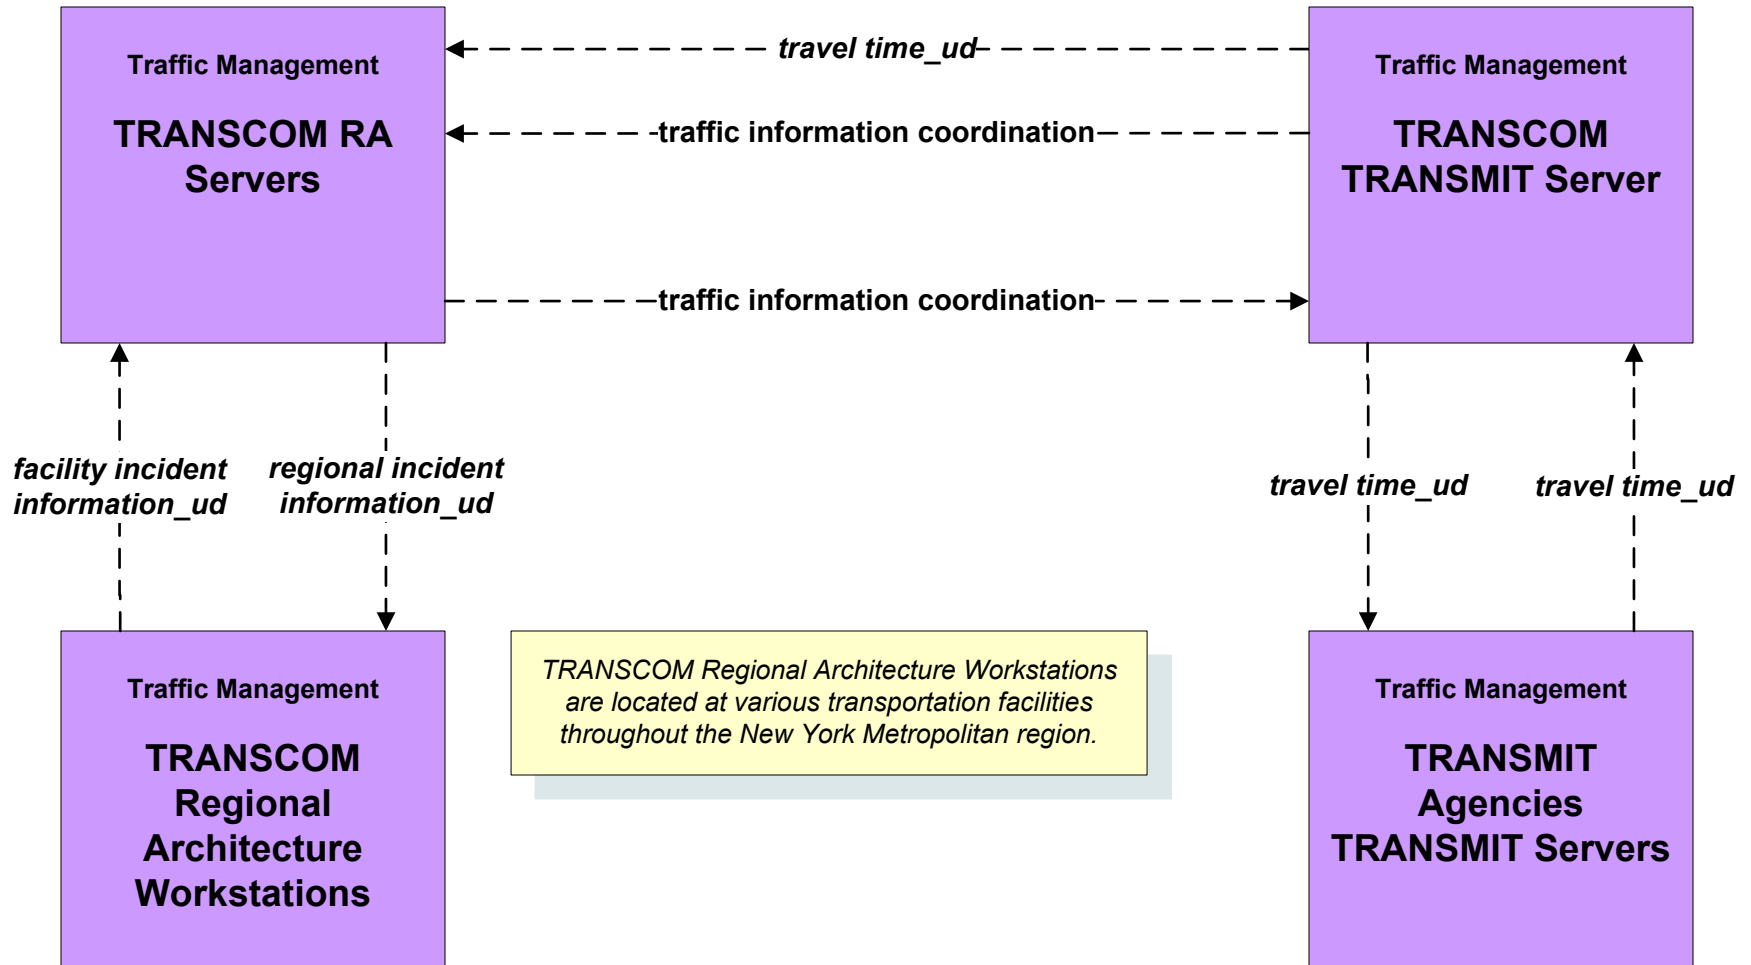 Traffic Management
TRANSCOM RA
Servers
travel time_ud
traffic information coordination
traffic information coordination
Traffic Management
TRANSCOM
TRANSMIT Server
facility incident
information_ud
regional incident
information_ud
travel time_ud
travel time_ud
Traffic Management
TRANSCOM
Regional
Architecture
Workstations
TRANSCOM Regional Architecture Workstations
are located at various transportation facilities
throughout the New York Metropolitan region.
Traffic Management
TRANSMIT
Agencies
TRANSMIT Servers